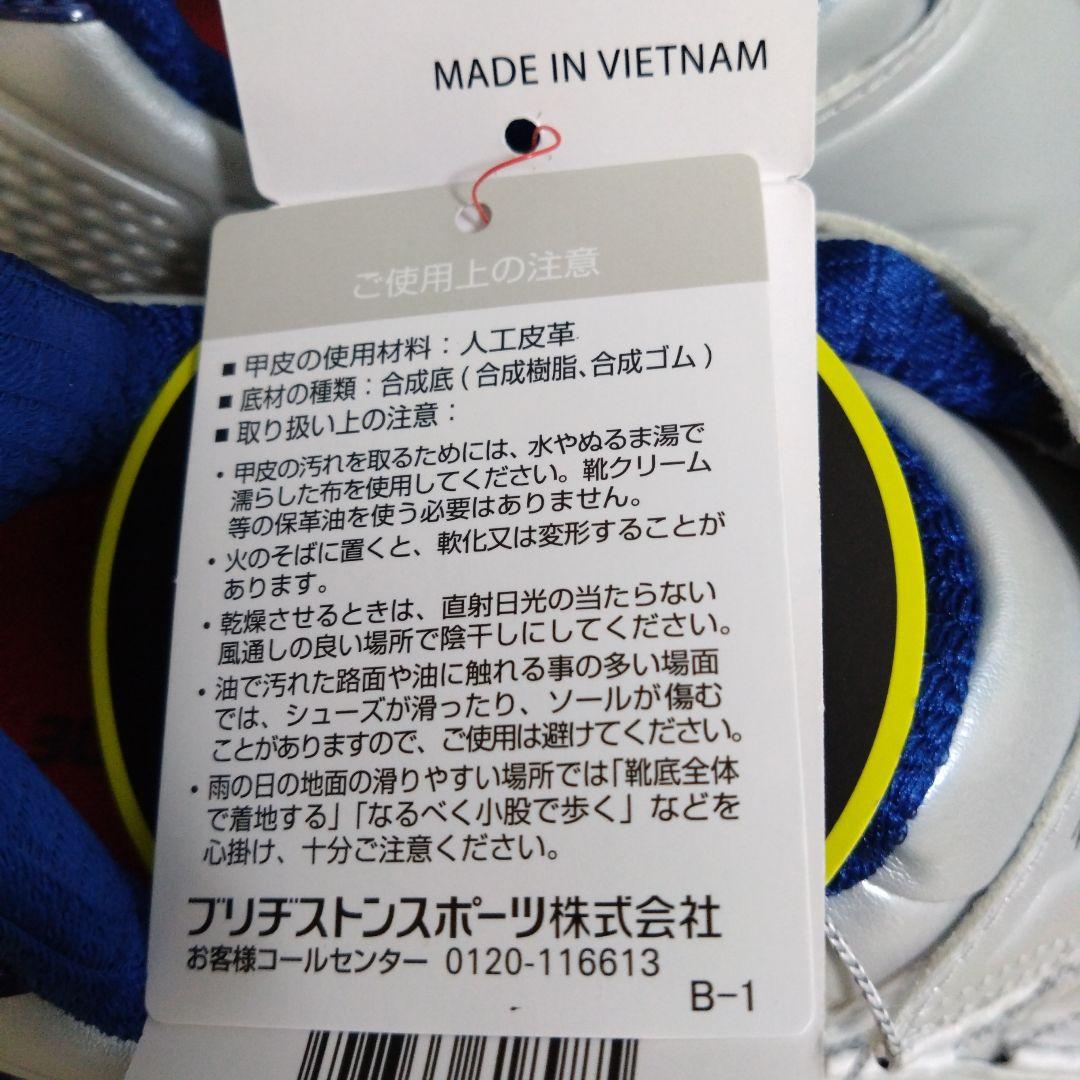 MADE IN VIETNAM
ご使用上の注意
■ 甲皮の使用材料：人工皮革
■ 底材の種類：合成底（合成樹脂、合成ゴム）
■ 取り扱い上の注意：
・甲皮の汚れを取るためには、水やぬるま湯で
濡らした布を使用してください。靴クリーム
等の保革油を使う必要はありません。
・火のそばに置くと、軟化又は変形することが
あります。
・乾燥させるときは、直射日光の当たらない
風通しの良い場所で陰干しにしてください。
・油で汚れた路面や油に触れる事の多い場面
では、シューズが滑ったり、ソールが傷む
ことがありますので、ご使用は避けてください。
・雨の日の地面の滑りやすい場所では「靴底全体
で着地する」「なるべく小股で歩く」などを
心掛け、十分ご注意ください。
ブリヂストンスポーツ株式会社
お客様コールセンター 0120-116613
B-1